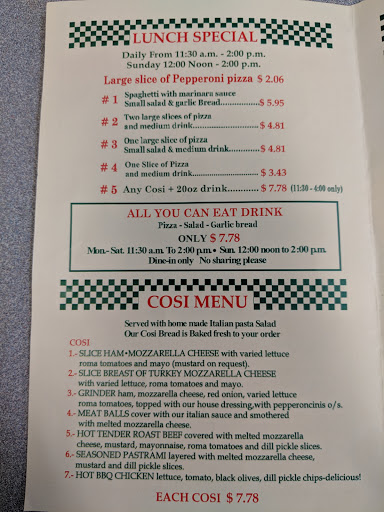 LUNCH SPECIAL
Daily From 11:30 a.m. - 2:00 p.m.
Sunday 12:00 Noon - 2:00 p.m.
Large slice of Pepperoni pizza $ 2.06
# 1 Spaghetti with marinara sauce
Small salad & garlic Bread.................$ 5.95
# 2 Two large slices of pizza
and medium drink.....................$ 4.81
# 3 One large slice of pizza
Small salad & medium drink.............$ 4.81
# 4 One Slice of Pizza
and medium drink.....................$ 3.43
# 5 Any Cosi + 20oz drink............$ 7.78 (11:30 - 4:00 only)
ALL YOU CAN EAT DRINK
Pizza - Salad - Garlic bread
ONLY $ 7.78
Mon.- Sat. 11:30 a.m. To 2:00 p.m. • Sun. 12:00 noon to 2:00 p.m.
Dine-in only No sharing please
COSI MENU
Served with home made Italian pasta Salad
Our Cosi Bread is Baked fresh to your order
COSI
1.- SLICE HAM•MOZZARELLA CHEESE with varied lettuce
roma tomatoes and mayo (mustard on request).
2.- SLICE BREAST OF TURKEY MOZZARELLA CHEESE
with varied lettuce, roma tomatoes and mayo.
3.- GRINDER ham, mozzarella cheese, red onion, varied lettuce
roma tomatoes, topped with our house dressing,with pepperoncinis o/s.
4.- MEAT BALLS cover with our italian sauce and smothered
with melted mozzarella cheese.
5.- HOT TENDER ROAST BEEF covered with melted mozzarella
cheese, mustard, mayonnaise, roma tomatoes and dill pickle slices.
6.- SEASONED PASTRAMI layered with melted mozzarella cheese,
mustard and dill pickle slices.
7.- HOT BBQ CHICKEN lettuce, tomato, black olives, dill pickle chips-delicious!
EACH COSI $ 7.78